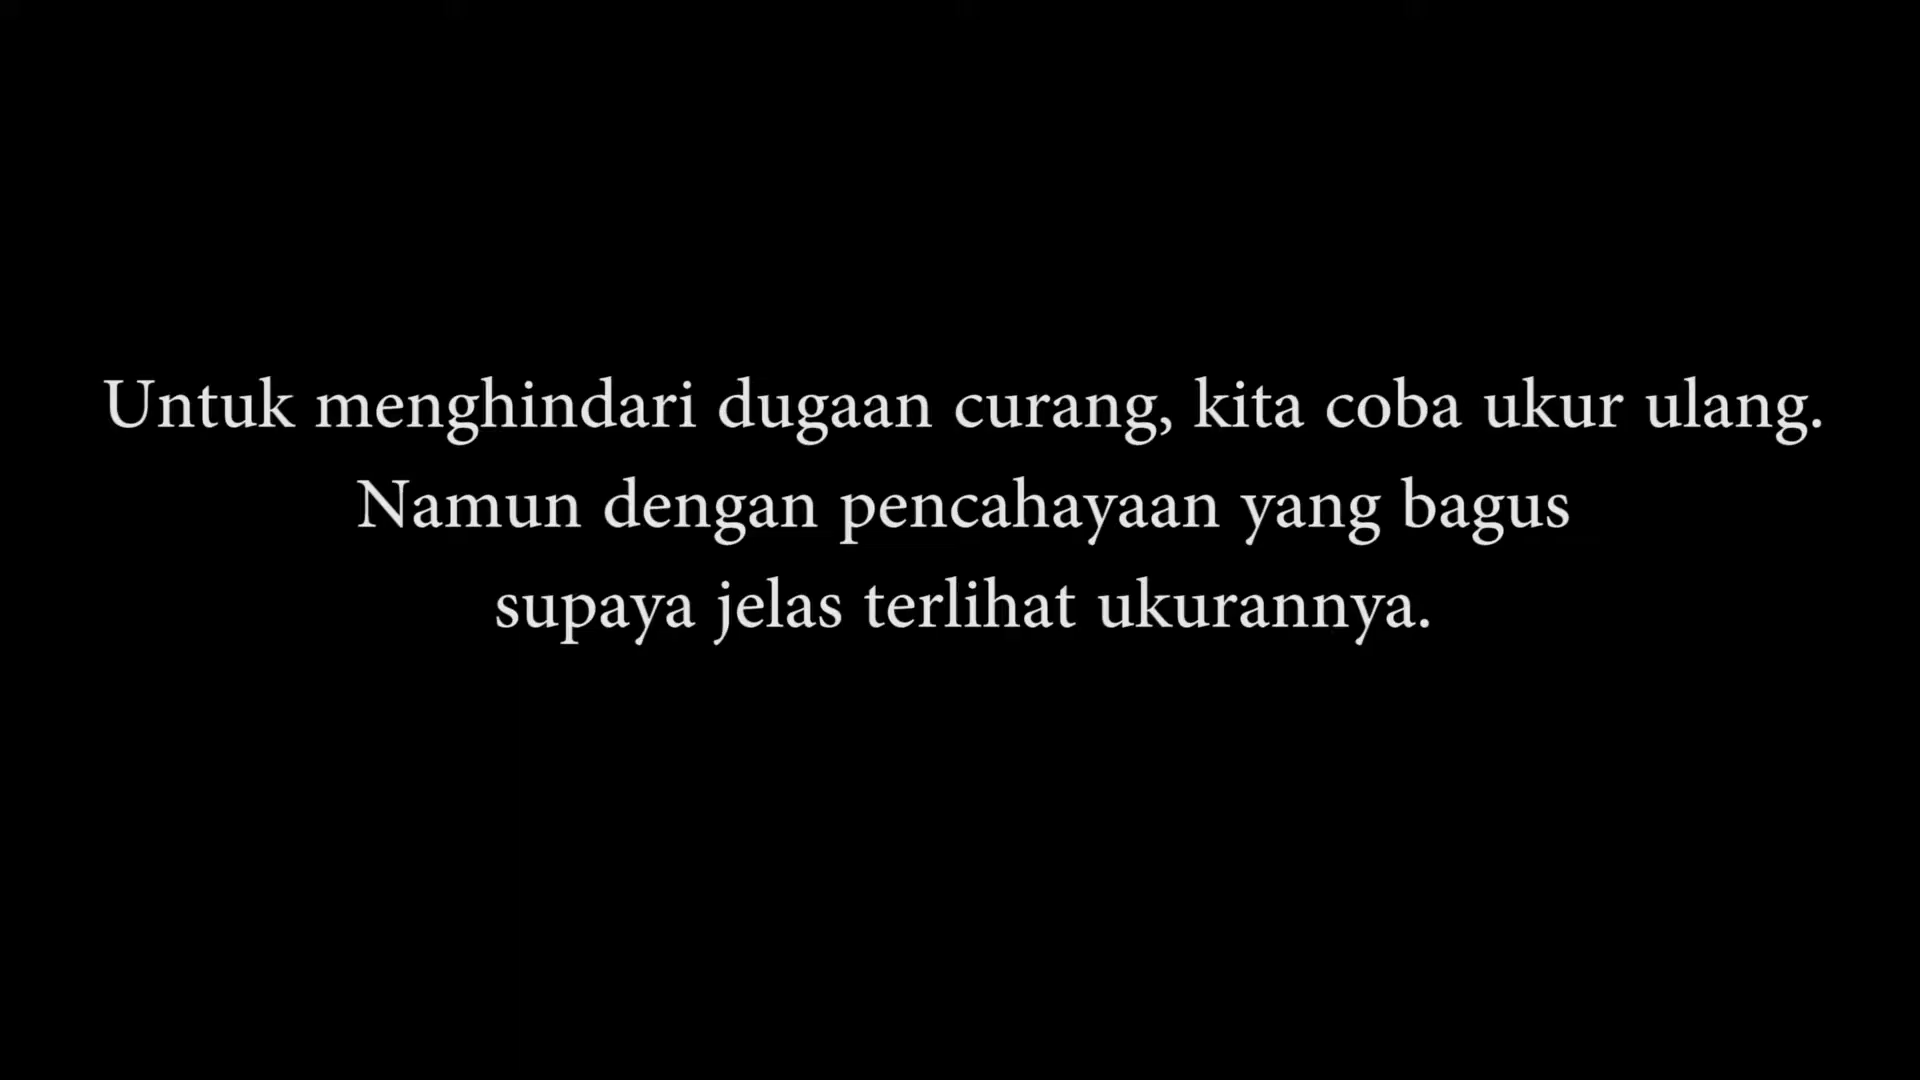 Untuk menghindari dugaan curang, kita coba ukur ulang.
Namun dengan pencahayaan yang bagus
supaya jelas terlihat ukurannya.